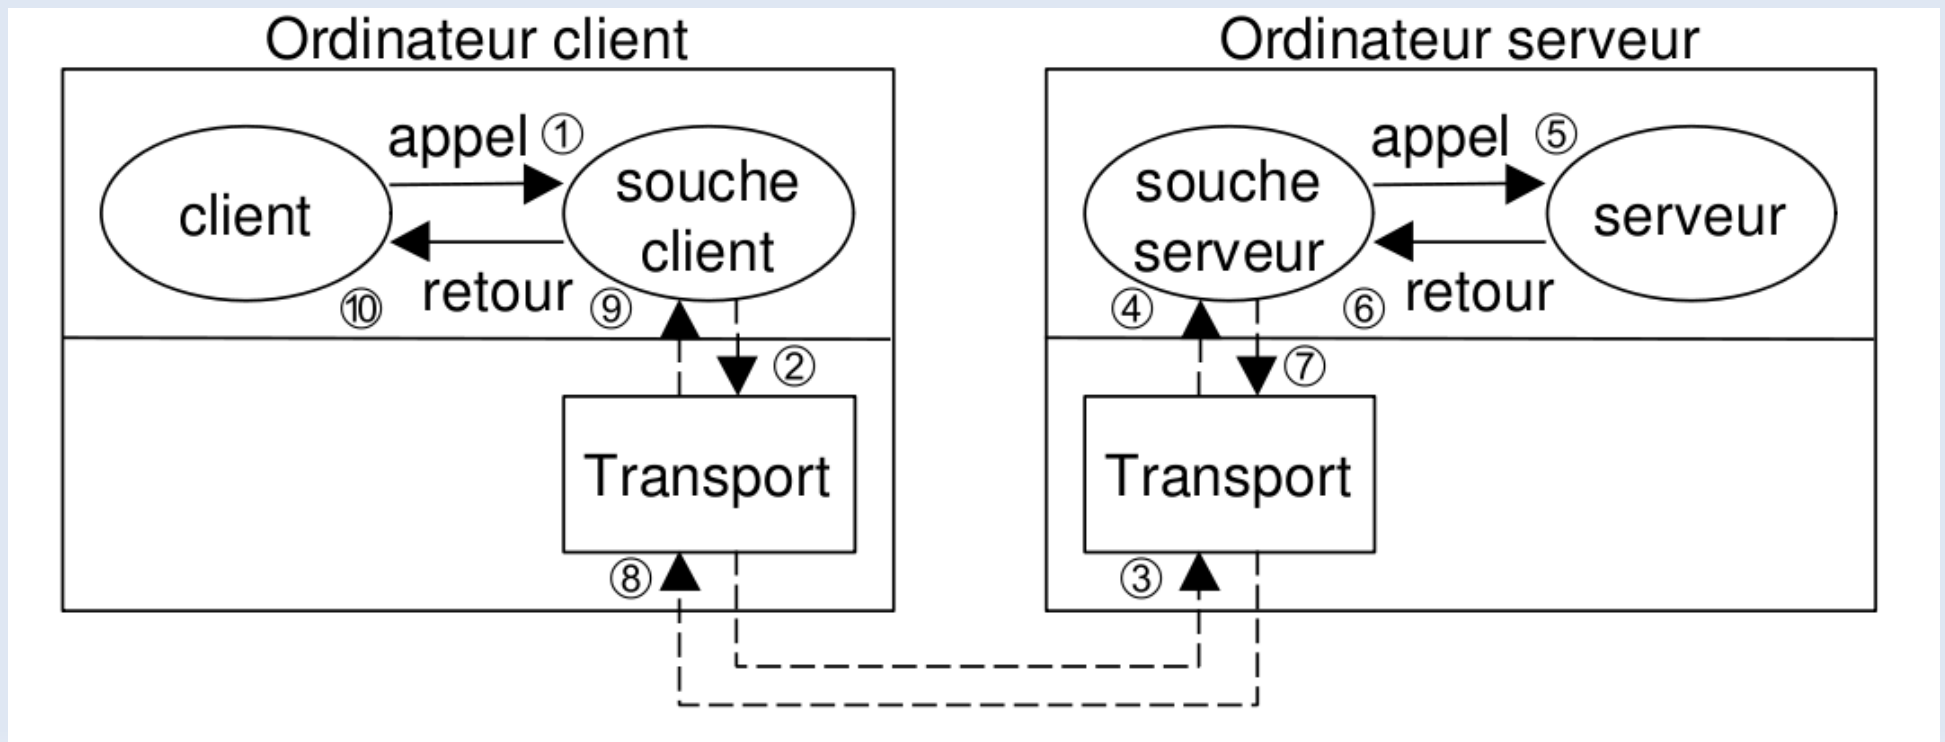 Ordinateur client
appel ①
client
souche
client
retour
⑩
⑨
②
Transport
⑧
Ordinateur serveur
appel ⑤
souche
serveur
serveur
④
⑥ retour
⑦
Transport
③